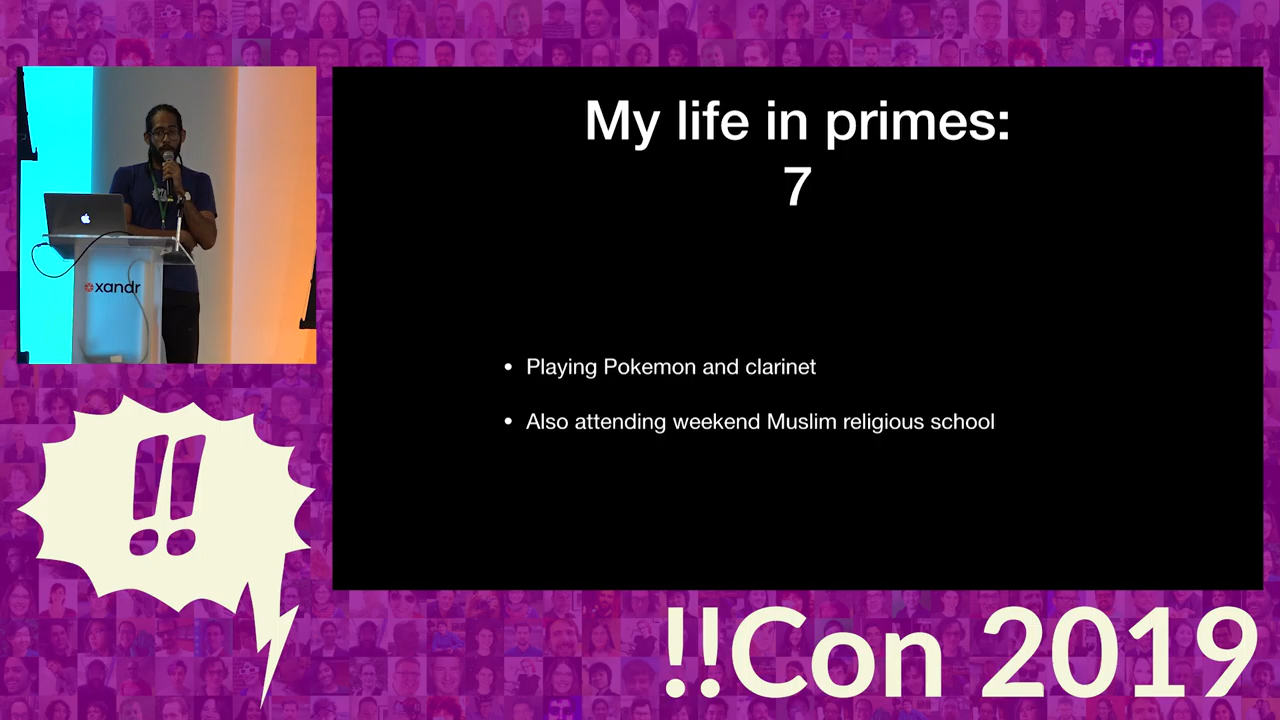 My life in primes:
7
• Playing Pokemon and clarinet
• Also attending weekend Muslim religious school
xandr
!!
!!Con 2019